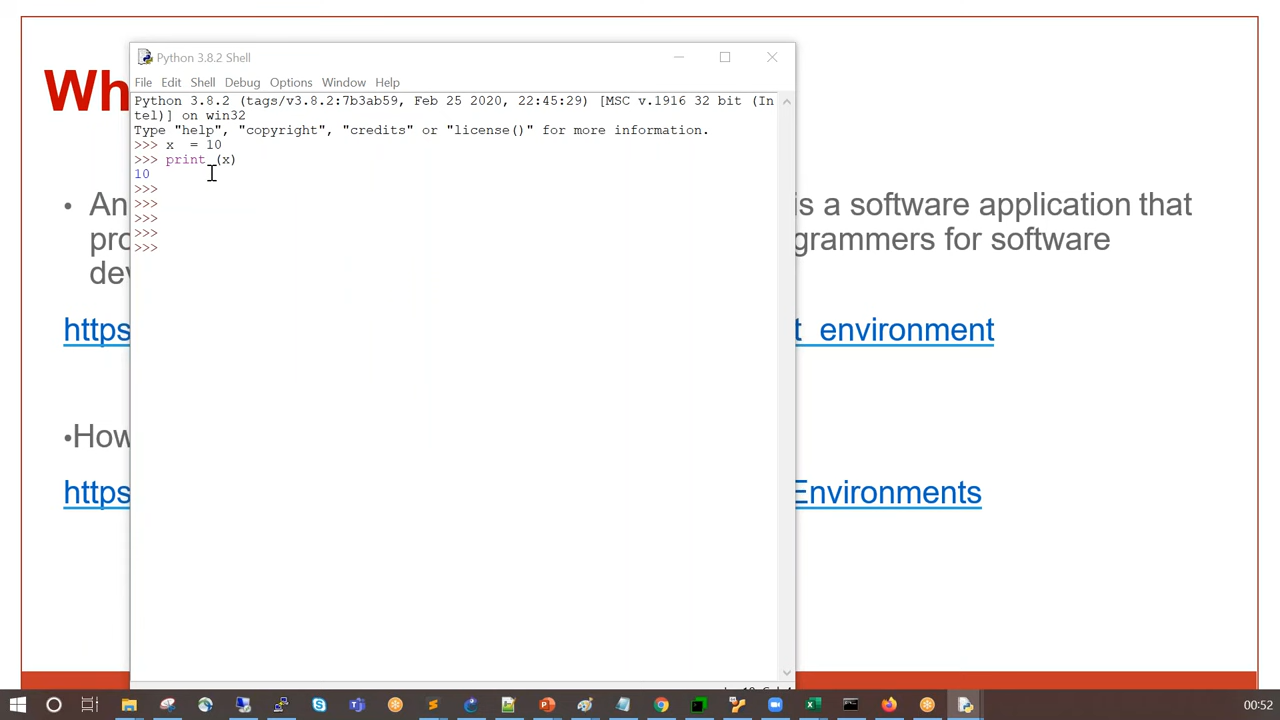 Wh
Python 3.8.2 Shell
File Edit Shell Debug Options Window Help
Python 3.8.2 (tags/v3.8.2:7b3ab59, Feb 25 2020, 22:45:29) [MSC v.1916 32 bit (In
tel)] on win32
Type "help", "copyright", "credits" or "license()" for more information.
>>> x  = 10
>>> print (x)
10
>>>
>>>
>>>
>>>
>>>
• An is a software application that
pro grammers for software
dev
https t_environment
•How
https Environments
00:52